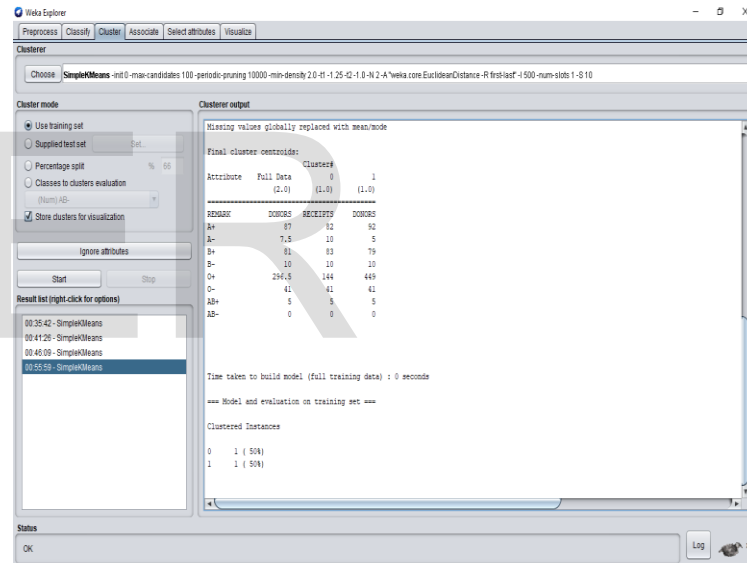 Weka Explorer
Preprocess Classify Cluster Associate Select attributes Visualize
Clusterer
Choose SimpleKMeans -init 0 -max-candidates 100 -periodic-pruning 10000 -min-density 2.0 -t1 -1.25 -t2 -1.0 -N 2 -A "weka.core.EuclideanDistance -R first-last" -I 500 -num-slots 1 -S 10
Cluster mode
Use training set
Supplied test set Set...
Percentage split % 66
Classes to clusters evaluation
(Num) AB-
Store clusters for visualization
Ignore attributes
Start Stop
Result list (right-click for options)
00:35:42 - SimpleKMeans
00:41:26 - SimpleKMeans
00:46:09 - SimpleKMeans
00:55:59 - SimpleKMeans
Clusterer output
Missing values globally replaced with mean/mode
Final cluster centroids:
Cluster#
Attribute Full Data 0 1
(2.0) (1.0) (1.0)
==========================================
REMARK DONORS RECEIPTS DONORS
A+ 87 82 92
A- 7.5 10 5
B+ 81 83 79
B- 10 10 10
O+ 296.5 144 449
O- 41 41 41
AB+ 5 5 5
AB- 0 0 0
Time taken to build model (full training data) : 0 seconds
=== Model and evaluation on training set ===
Clustered Instances
0 1 ( 50%)
1 1 ( 50%)
Status
OK
Log
ER